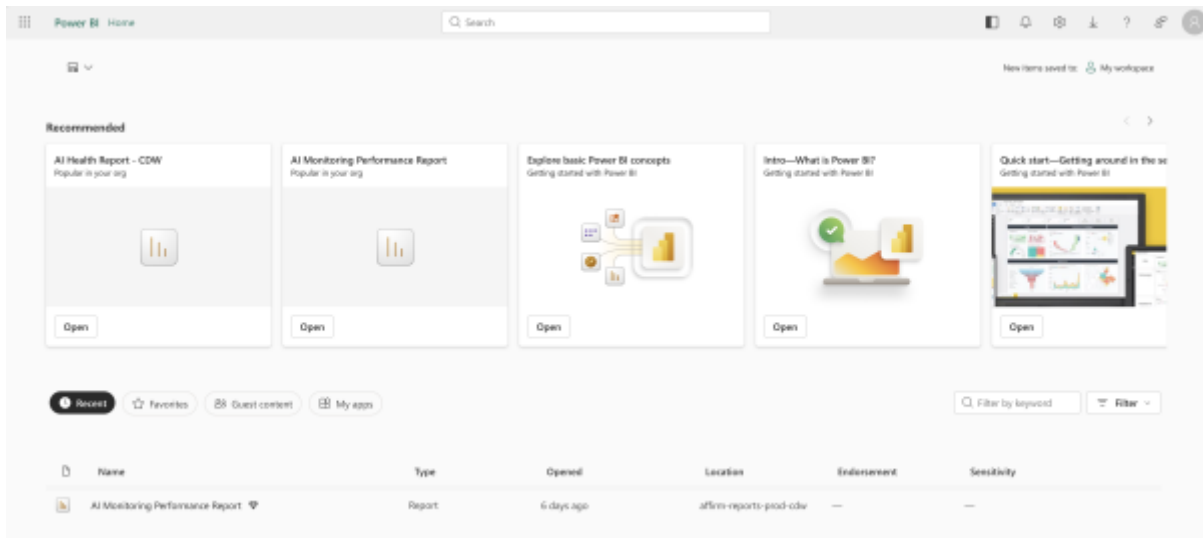 Power BI Home
Search
New items saved to: My workspace
Recommended
AI Health Report - CDW
Popular in your org
Open
AI Monitoring Performance Report
Popular in your org
Open
Explore basic Power BI concepts
Getting started with Power BI
Open
Intro—What is Power BI?
Getting started with Power BI
Open
Quick start—Getting around in the se
Getting started with Power BI
Open
Recent Favorites Guest content My apps
Filter by keyword Filter
Name Type Opened Location Endorsement Sensitivity
AI Monitoring Performance Report Report 6 days ago affirm-reports-prod-cdw — —